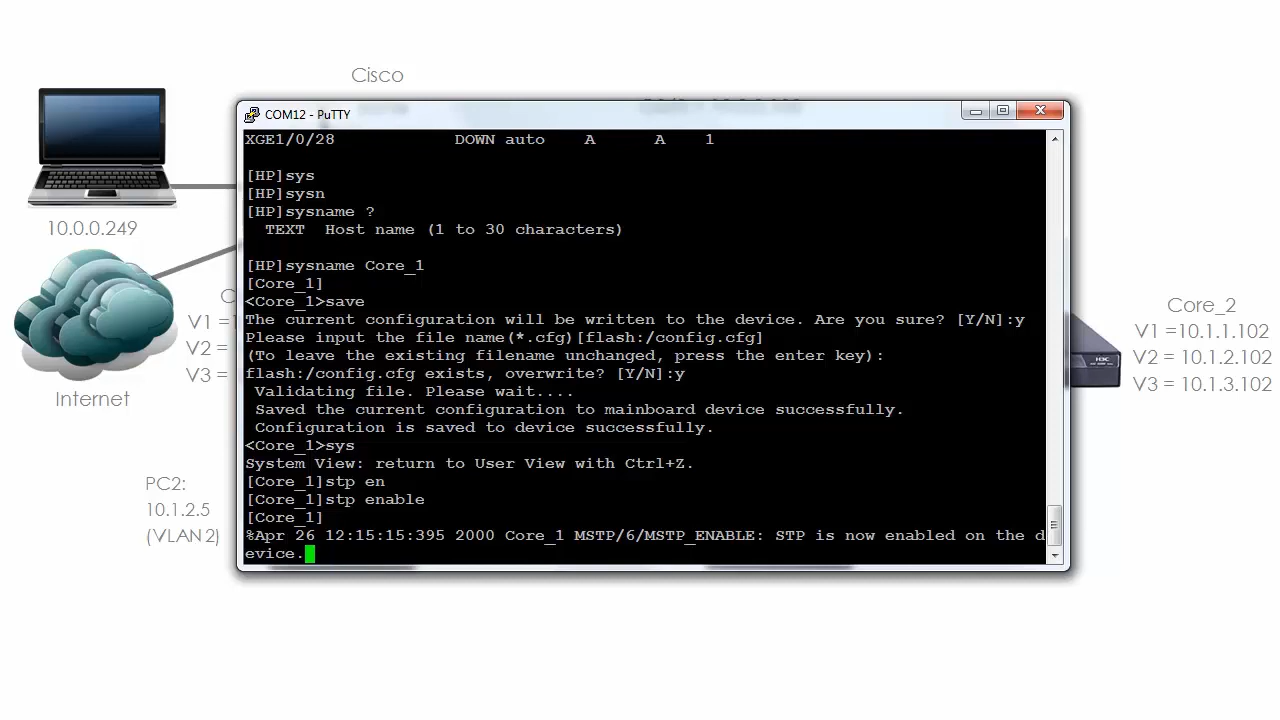 Cisco
COM12 - PuTTY
XGE1/0/28 DOWN auto A A 1
[HP]sys
[HP]sysn
[HP]sysname ?
TEXT Host name (1 to 30 characters)
[HP]sysname Core_1
[Core_1]
<Core_1>save
The current configuration will be written to the device. Are you sure? [Y/N]:y
Please input the file name(*.cfg)[flash:/config.cfg]
(To leave the existing filename unchanged, press the enter key):
flash:/config.cfg exists, overwrite? [Y/N]:y
Validating file. Please wait....
Saved the current configuration to mainboard device successfully.
Configuration is saved to device successfully.
<Core_1>sys
System View: return to User View with Ctrl+Z.
[Core_1]stp en
[Core_1]stp enable
[Core_1]
%Apr 26 12:15:15:395 2000 Core_1 MSTP/6/MSTP_ENABLE: STP is now enabled on the d
evice.
10.0.0.249
Internet
V1 =
V2 =
V3 =
PC2:
10.1.2.5
(VLAN 2)
H3C
Core_2
V1 =10.1.1.102
V2 = 10.1.2.102
V3 = 10.1.3.102